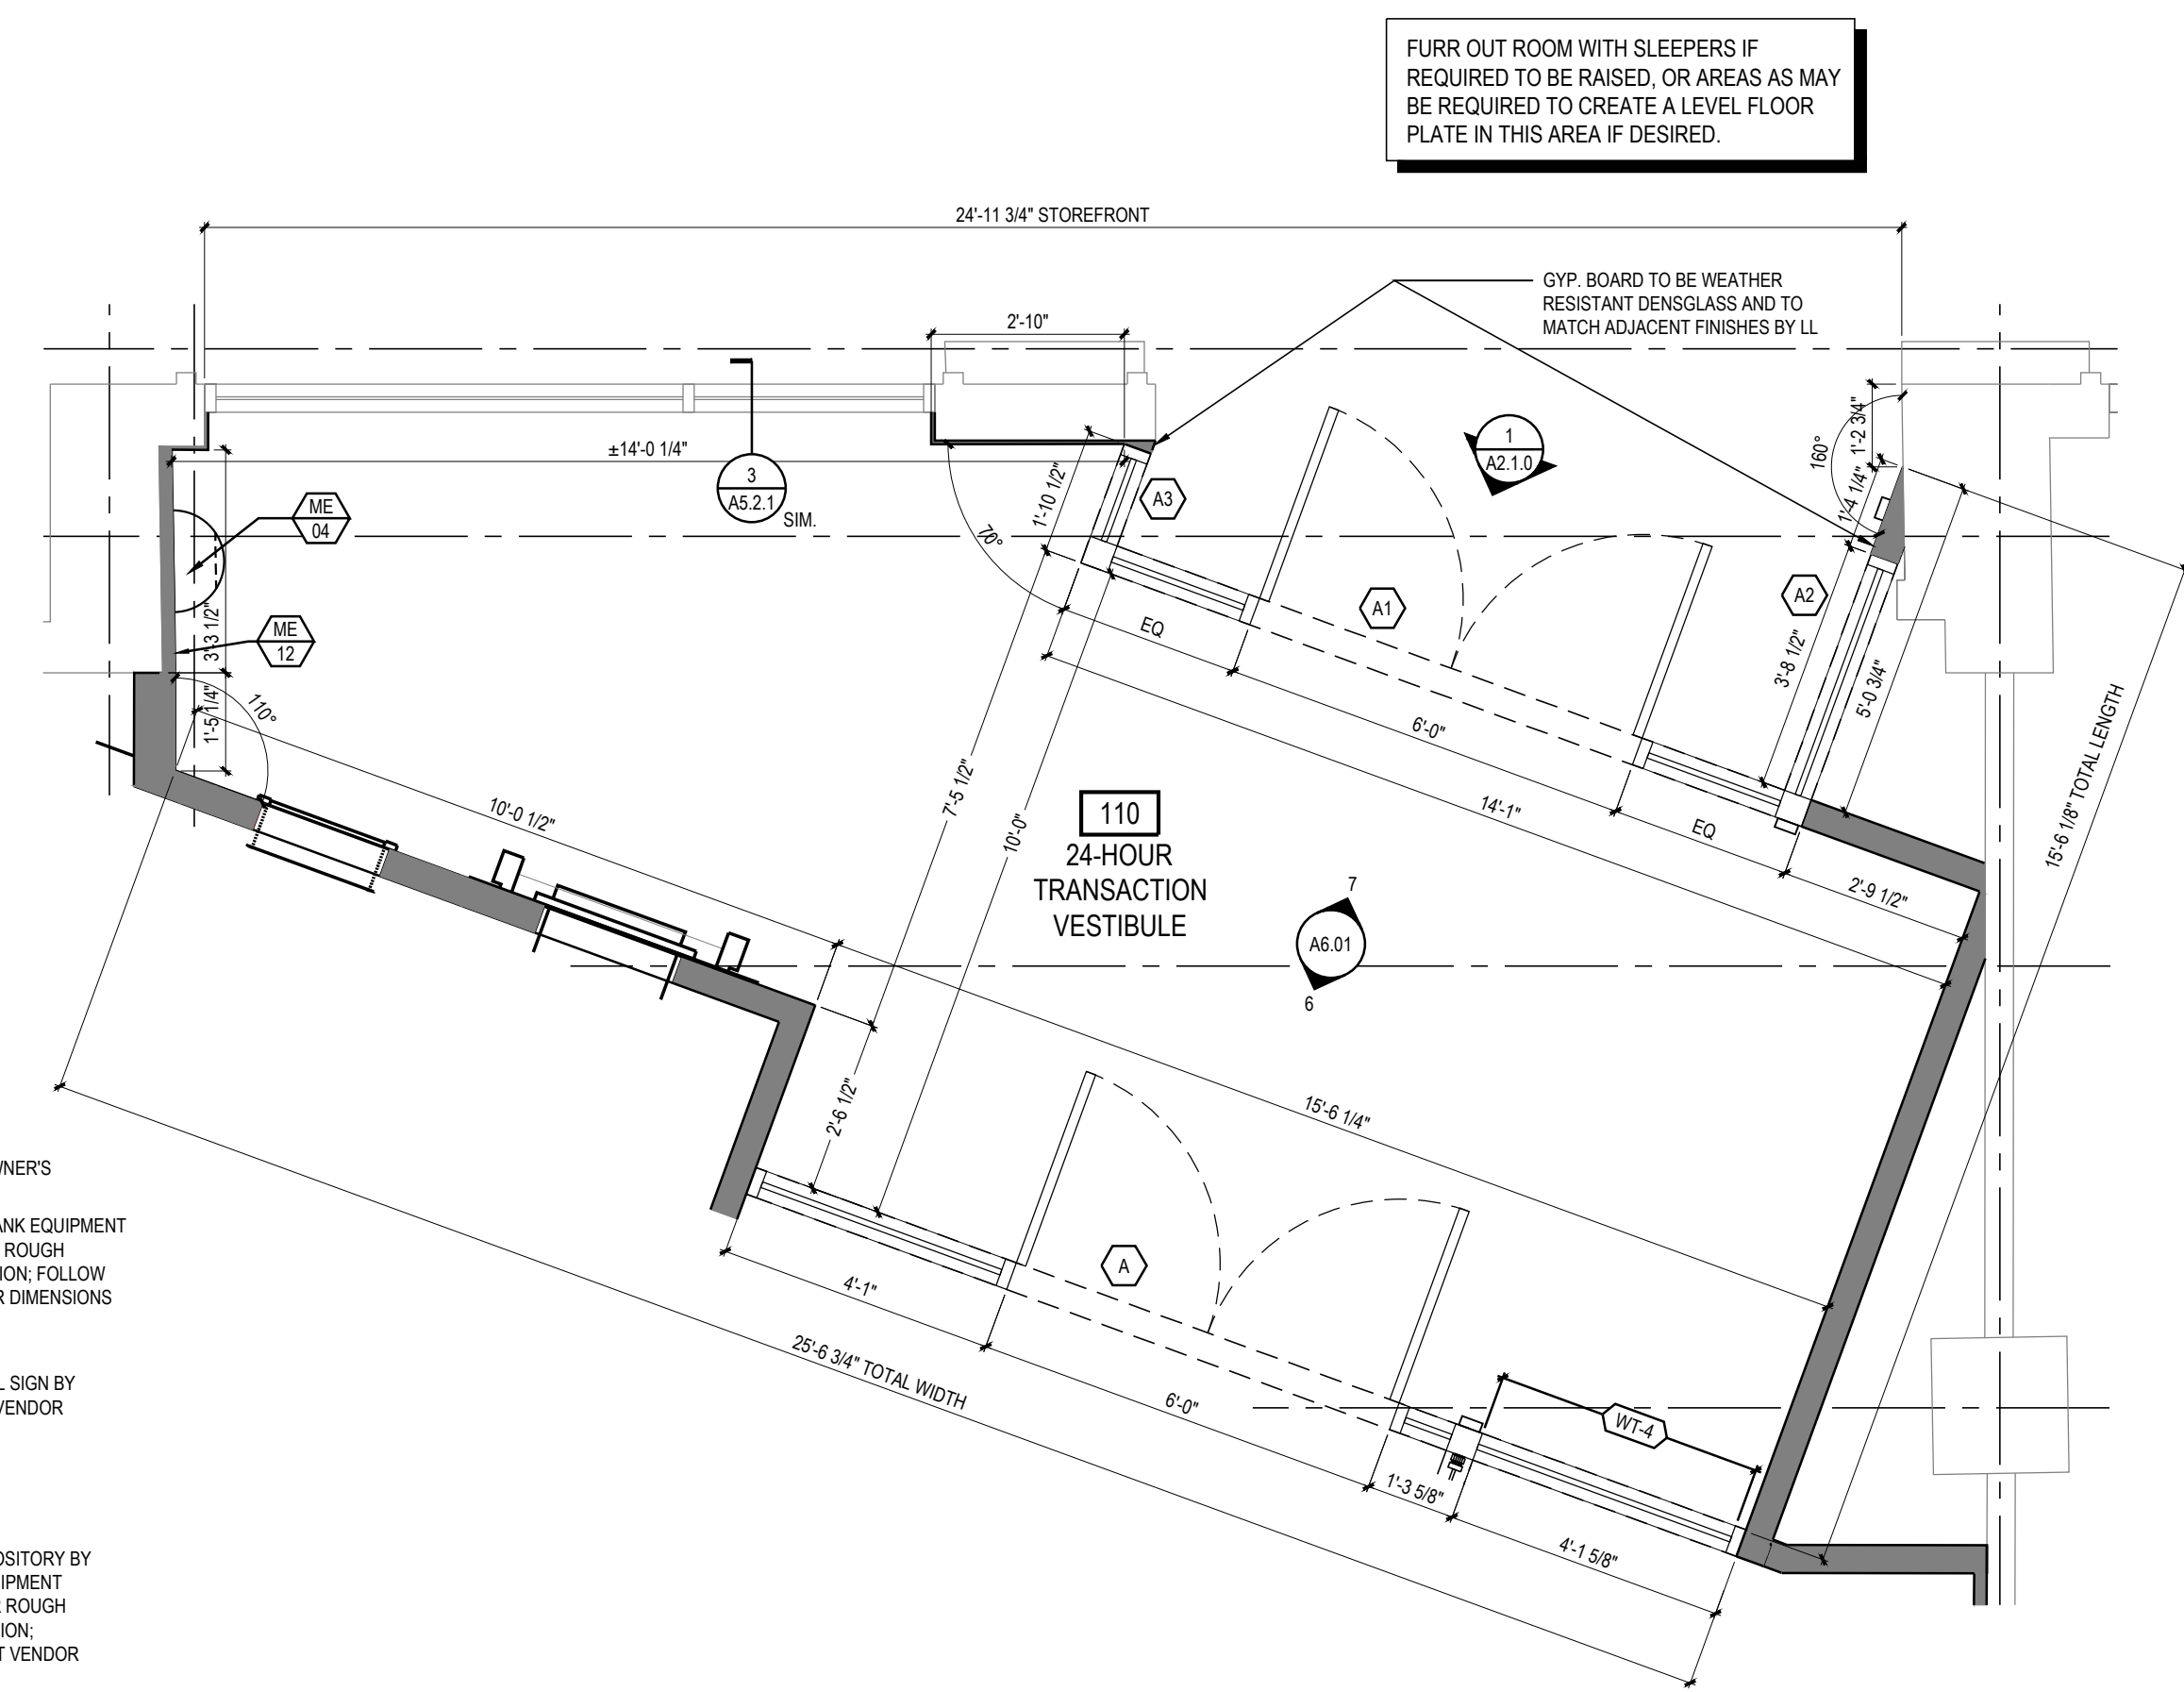 FURR OUT ROOM WITH SLEEPERS IF
REQUIRED TO BE RAISED, OR AREAS AS MAY
BE REQUIRED TO CREATE A LEVEL FLOOR
PLATE IN THIS AREA IF DESIRED.
24'-11 3/4" STOREFRONT
GYP. BOARD TO BE WEATHER
RESISTANT DENSGLASS AND TO
MATCH ADJACENT FINISHES BY LL
2'-10"
±14'-0 1/4"
3
A5.2.1
SIM.
1
A2.1.0
1'-2 3/4"
160°
1'-4 1/4"
1'-10 1/2"
A3
70°
ME
04
ME
12
3'-3 1/2"
1'-5 1/4"
110°
A1
A2
EQ
3'-8 1/2"
5'-0 3/4"
6'-0"
14'-1"
EQ
2'-9 1/2"
15'-6 1/8" TOTAL LENGTH
10'-0 1/2"
7'-5 1/2"
10'-0"
110
24-HOUR
TRANSACTION
VESTIBULE
7
A6.01
6
2'-6 1/2"
15'-6 1/4"
A
4'-1"
25'-6 3/4" TOTAL WIDTH
6'-0"
WT-4
1'-3 5/8"
4'-1 5/8"
WNER'S
ANK EQUIPMENT
ROUGH
ION; FOLLOW
R DIMENSIONS
L SIGN BY
VENDOR
OSITORY BY
IPMENT
R ROUGH
ION;
T VENDOR